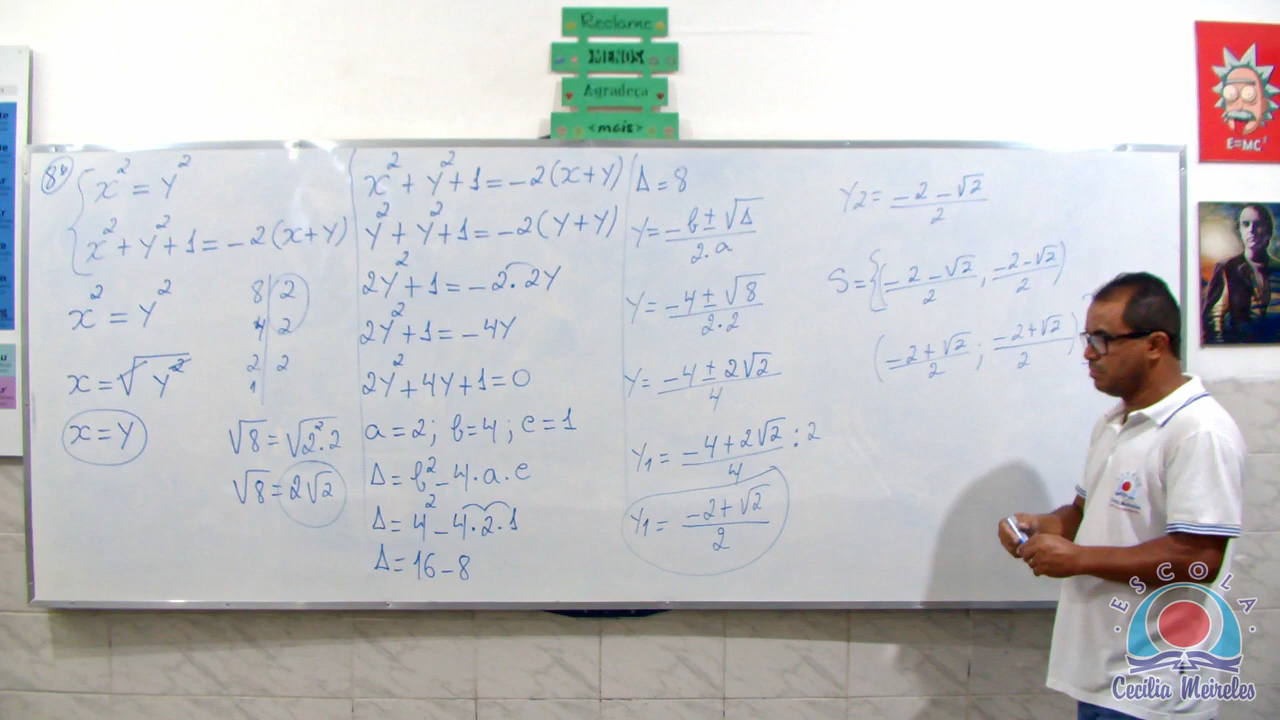 Reclame
MENOS
Agradeça
<mais>
E=MC²
8º)
x² = y²
x² + y² + 1 = -2(x+y)
x² = y²
x = √y²
x = y
8 | 2
4 | 2
2 | 2
1
√8 = √2².2
√8 = 2√2
x² + y² + 1 = -2(x+y)
y² + y² + 1 = -2(y+y)
2y² + 1 = -2.2y
2y² + 1 = -4y
2y² + 4y + 1 = 0
a = 2; b = 4; c = 1
Δ = b² - 4.a.c
Δ = 4² - 4.2.1
Δ = 16 - 8
Δ = 8
y = (-b ± √Δ)/2.a
y = (-4 ± √8)/2.2
y = (-4 ± 2√2)/4
y1 = (-4 + 2√2)/4 : 2
y1 = (-2 + √2)/2
y2 = (-2 - √2)/2
S = {(-2 - √2)/2 , (-2 - √2)/2)
((-2 + √2)/2 ; (-2 + √2)/2)
ESCOLA
Cecilia Meireles